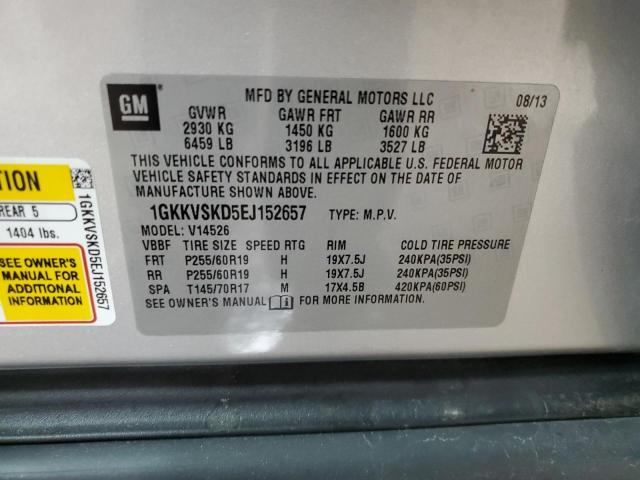 GM
MFD BY GENERAL MOTORS LLC 08/13
GVWR GAWR FRT GAWR RR
2930 KG 1450 KG 1600 KG
6459 LB 3196 LB 3527 LB
THIS VEHICLE CONFORMS TO ALL APPLICABLE U.S. FEDERAL MOTOR
VEHICLE SAFETY STANDARDS IN EFFECT ON THE DATE OF
MANUFACTURE SHOWN ABOVE.
1GKKVSKD5EJ152657 TYPE: M.P.V.
MODEL: V14526
VBBF TIRE SIZE SPEED RTG RIM COLD TIRE PRESSURE
FRT P255/60R19 H 19X7.5J 240KPA(35PSI)
RR P255/60R19 H 19X7.5J 240KPA(35PSI)
SPA T145/70R17 M 17X4.5B 420KPA(60PSI)
SEE OWNER'S MANUAL FOR MORE INFORMATION.
TION
REAR 5
1404 lbs.
SEE OWNER'S
MANUAL FOR
ADDITIONAL
INFORMATION
1GKKVSKD5EJ152657